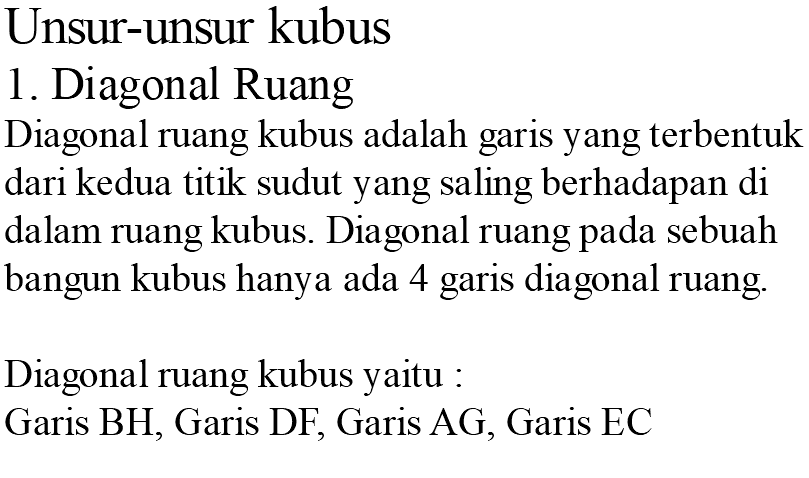 Unsur-unsur kubus
1. Diagonal Ruang
Diagonal ruang kubus adalah garis yang terbentuk
dari kedua titik sudut yang saling berhadapan di
dalam ruang kubus. Diagonal ruang pada sebuah
bangun kubus hanya ada 4 garis diagonal ruang.
Diagonal ruang kubus yaitu :
Garis BH, Garis DF, Garis AG, Garis EC